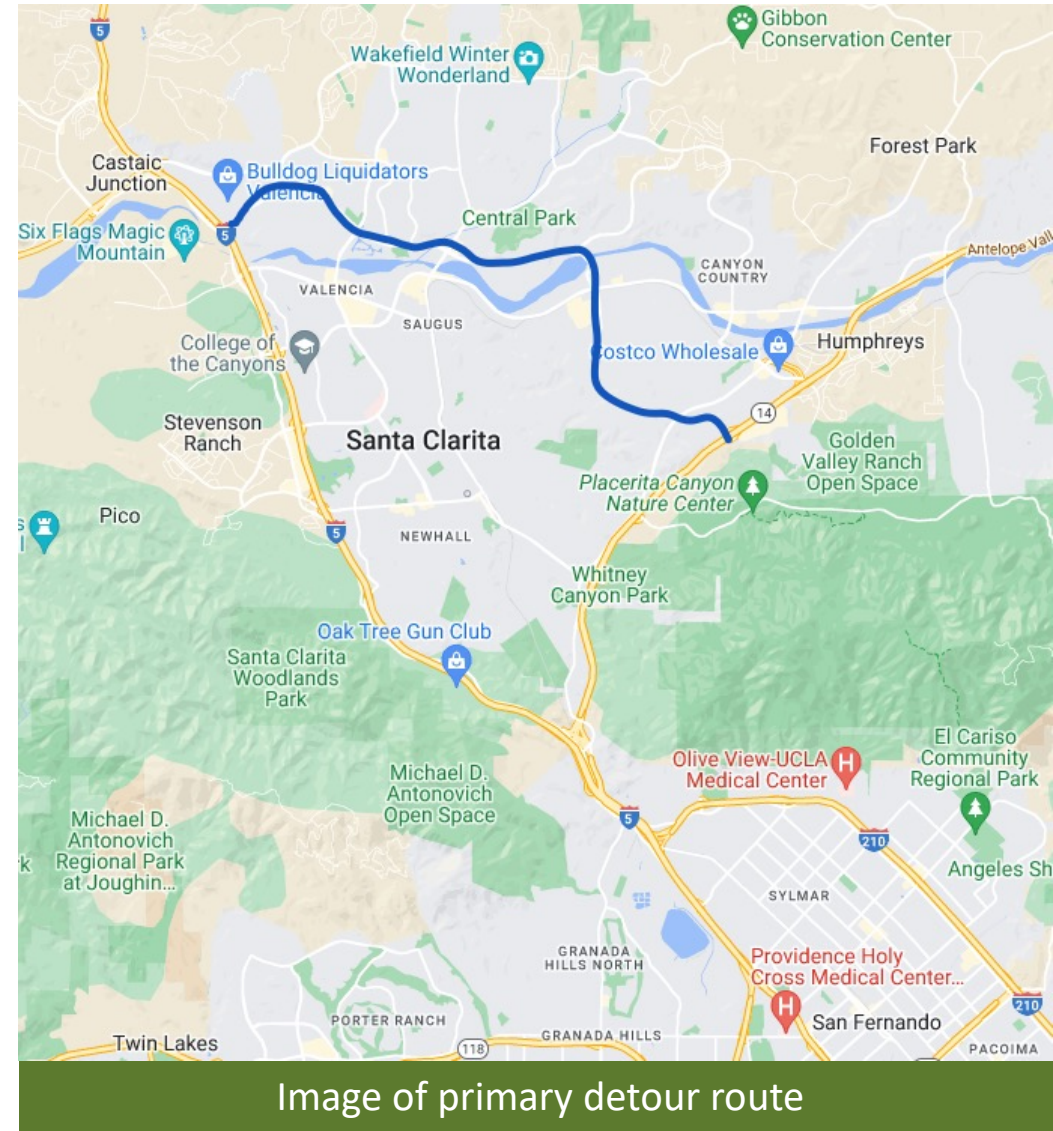 5
Gibbon
Conservation Center
Wakefield Winter
Wonderland
Forest Park
Castaic
Junction
Bulldog Liquidators
Valencia
Six Flags Magic
Mountain
5
Central Park
Antelope Vall
CANYON
COUNTRY
VALENCIA
SAUGUS
College of
the Canyons
Costco Wholesale
Humphreys
Stevenson
Ranch
14
Santa Clarita
Golden
Valley Ranch
Open Space
Placerita Canyon
Nature Center
s
l
Pico
5
NEWHALL
Whitney
Canyon Park
Oak Tree Gun Club
Santa Clarita
Woodlands
Park
El Cariso
Community
Regional Park
Olive View-UCLA
Medical Center
H
Michael D.
Antonovich
Open Space
5
210
Michael D.
Antonovich
Regional Park
at Joughin...
k
Angeles Sh
SYLMAR
GRANADA
HILLS NORTH
Providence Holy
Cross Medical Center...
H
210
PORTER RANCH
San Fernando
Twin Lakes
118
GRANADA HILLS
PACOIMA
Image of primary detour route